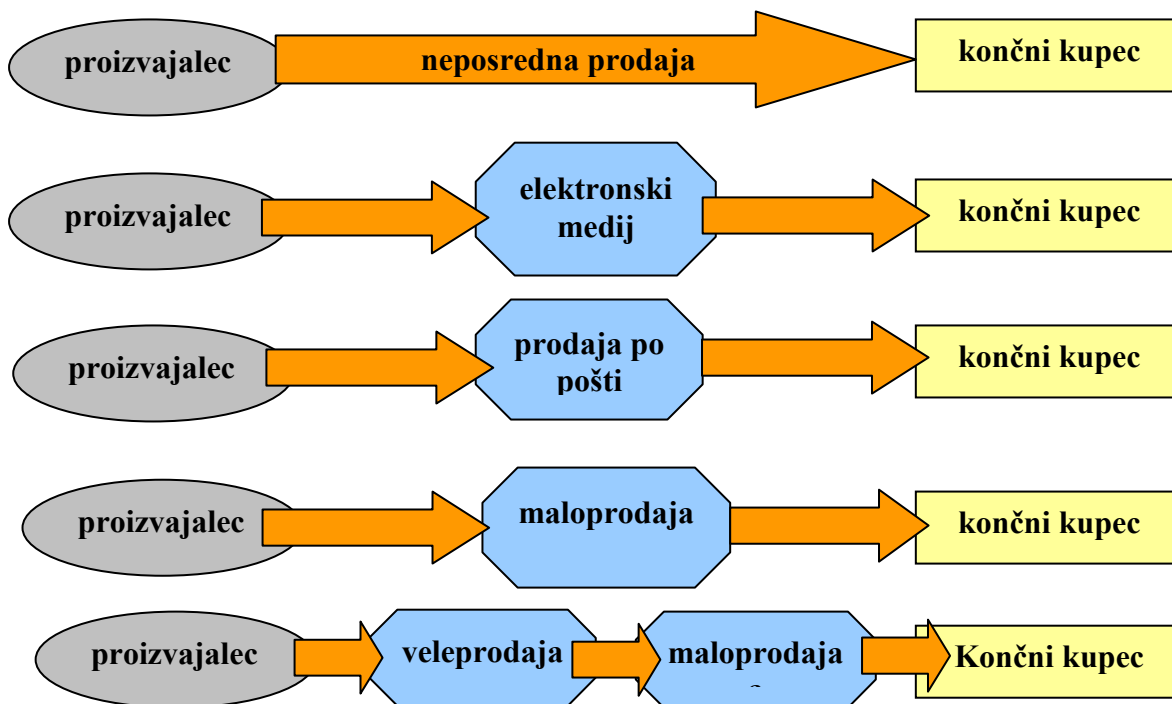 proizvajalec neposredna prodaja končni kupec
proizvajalec elektronski medij končni kupec
proizvajalec prodaja po pošti končni kupec
proizvajalec maloprodaja končni kupec
proizvajalec veleprodaja maloprodaja Končni kupec